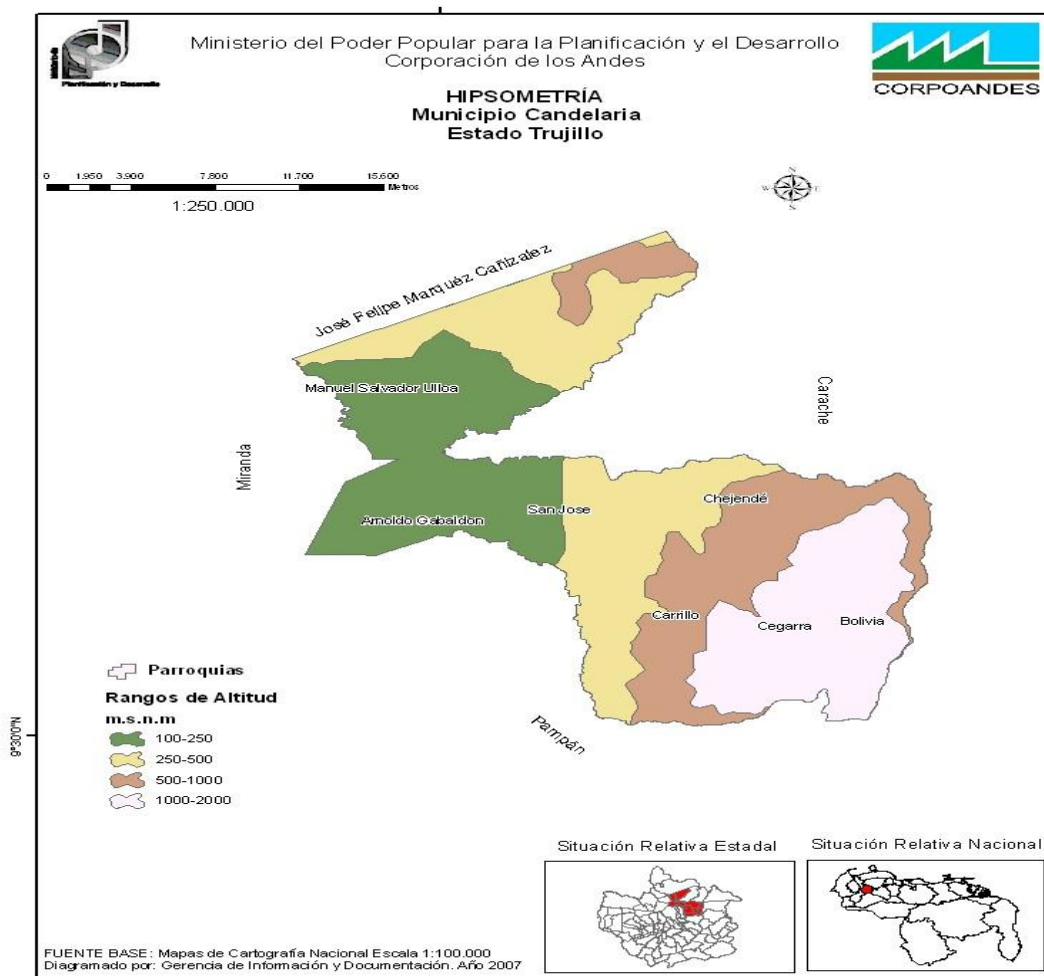 Ministerio del Poder Popular para la Planificación y el Desarrollo
Corporación de los Andes
Planificación y Desarrollo
CORPOANDES
HIPSOMETRÍA
Municipio Candelaria
Estado Trujillo
0 1.950 3.900 7.800 11.700 15.600
Metros
1:250.000
N
W E
S
José Felipe Marquéz Cañizalez
Manuel Salvador Ulloa
Carache
Miranda
Chejendé
San Jose
Arnoldo Gabaldon
Carrillo
Cegarra
Bolivia
Pampán
Parroquias
Rangos de Altitud
m.s.n.m
100-250
250-500
500-1000
1000-2000
9°30'0"N
Situación Relativa Estadal
Situación Relativa Nacional
FUENTE BASE: Mapas de Cartografía Nacional Escala 1:100.000
Diagramado por: Gerencia de Información y Documentación. Año 2007